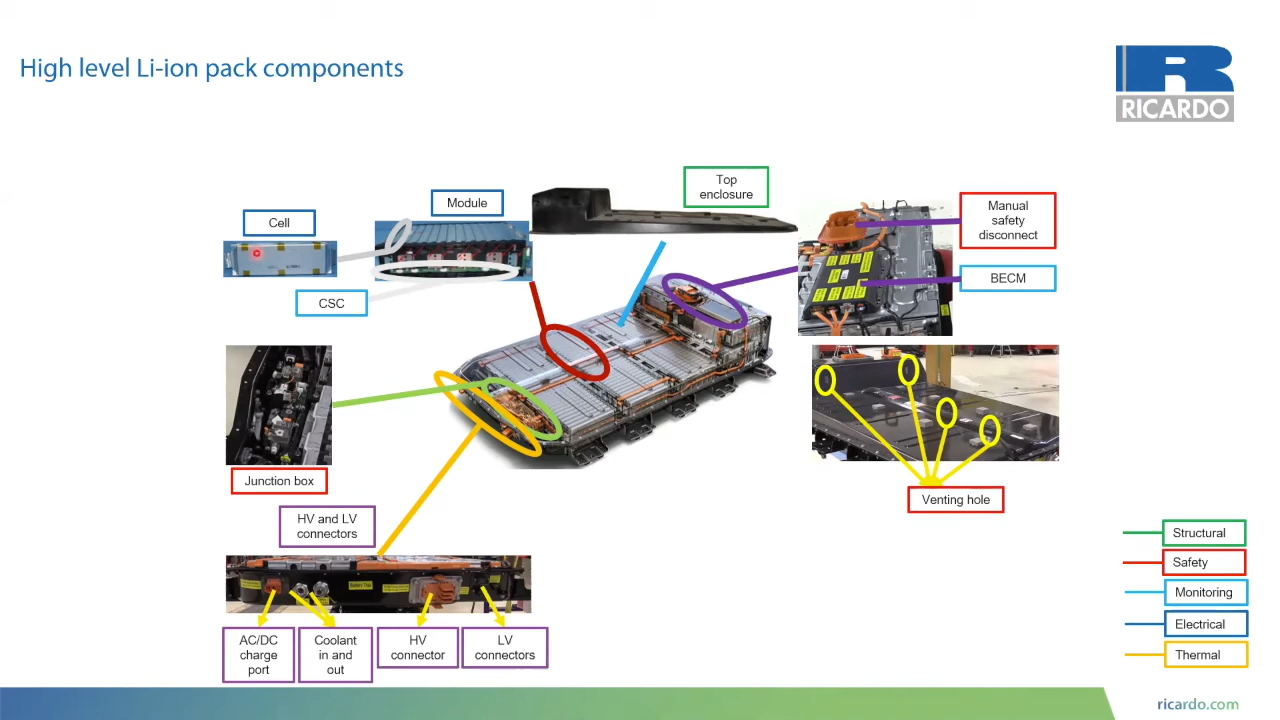 High level Li-ion pack components
RICARDO
Top
enclosure
Module
Cell
Manual
safety
disconnect
BECM
CSC
Junction box
Venting hole
HV and LV
connectors
AC/DC
charge
port
Coolant
in and
out
HV
connector
LV
connectors
Structural
Safety
Monitoring
Electrical
Thermal
ricardo.com